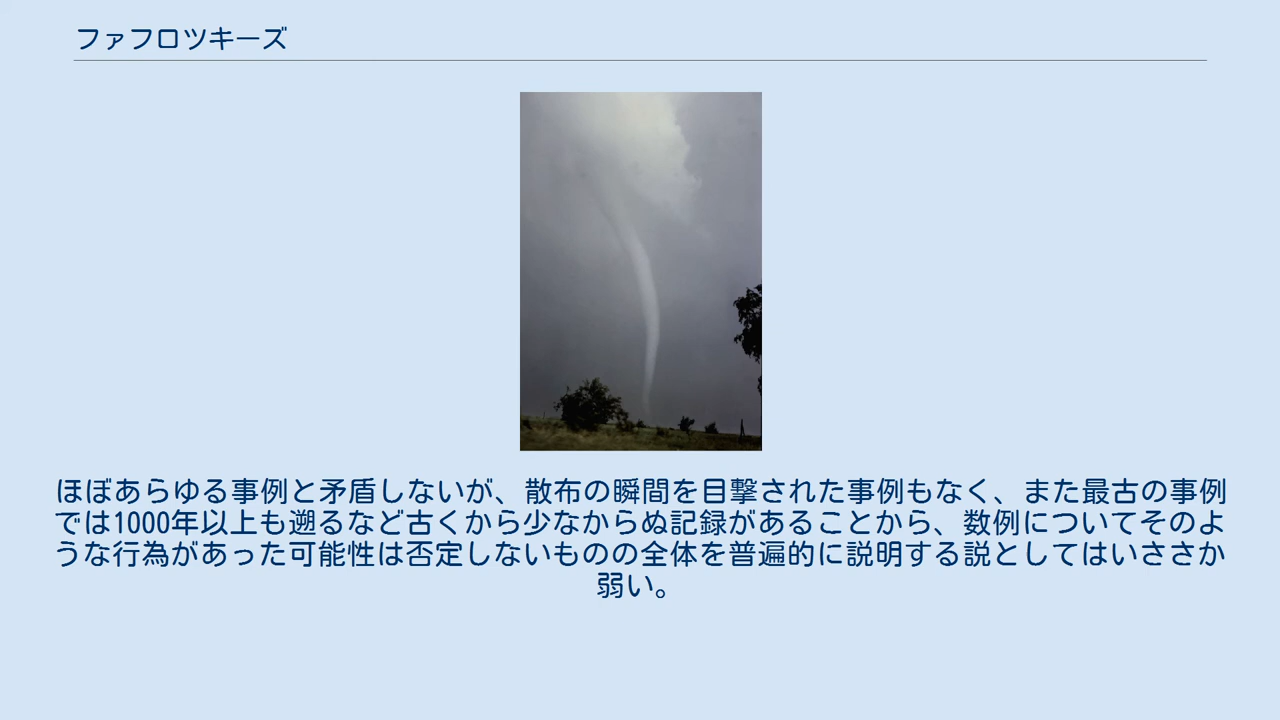 ファフロツキーズ
ほぼあらゆる事例と矛盾しないが、散布の瞬間を目撃された事例もなく、また最古の事例
では1000年以上も遡るなど古くから少なからぬ記録があることから、数例についてそのよ
うな行為があった可能性は否定しないものの全体を普遍的に説明する説としてはいささか
弱い。